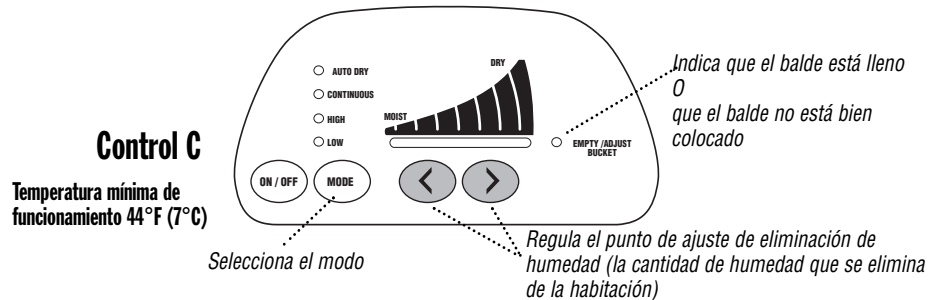 Control C
Temperatura mínima de
funcionamiento 44°F (7°C)
AUTO DRY
CONTINUOUS
HIGH
LOW
MOIST
DRY
EMPTY /ADJUST
BUCKET
ON / OFF
MODE
< >
Indica que el balde está lleno
O
que el balde no está bien
colocado
Selecciona el modo
Regula el punto de ajuste de eliminación de
humedad (la cantidad de humedad que se elimina
de la habitación)